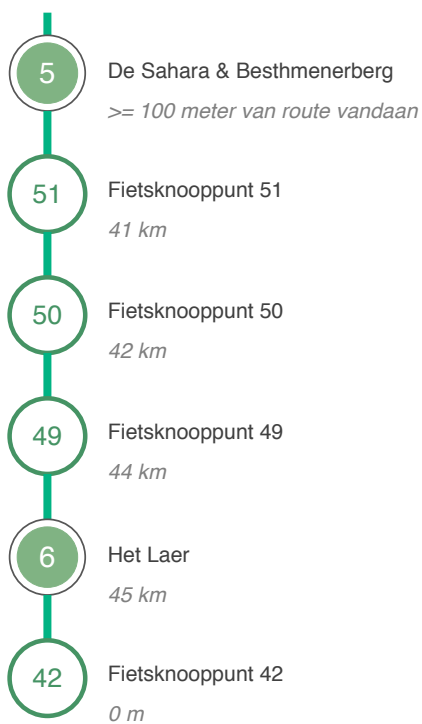 5
De Sahara & Besthmenerberg
>= 100 meter van route vandaan
51
Fietsknooppunt 51
41 km
50
Fietsknooppunt 50
42 km
49
Fietsknooppunt 49
44 km
6
Het Laer
45 km
42
Fietsknooppunt 42
0 m